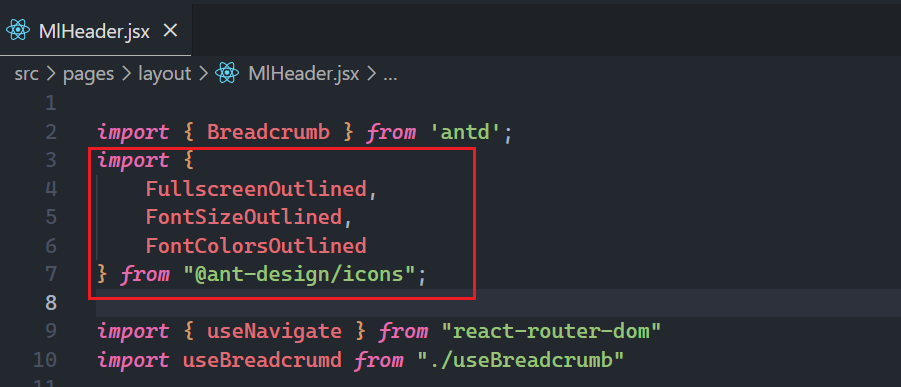 MlHeader.jsx ×
src > pages > layout > MlHeader.jsx > ...
1
2 import { Breadcrumb } from 'antd';
3 import {
4 FullscreenOutlined,
5 FontSizeOutlined,
6 FontColorsOutlined
7 } from "@ant-design/icons";
8
9 import { useNavigate } from "react-router-dom"
10 import useBreadcrumd from "./useBreadcrumb"
11